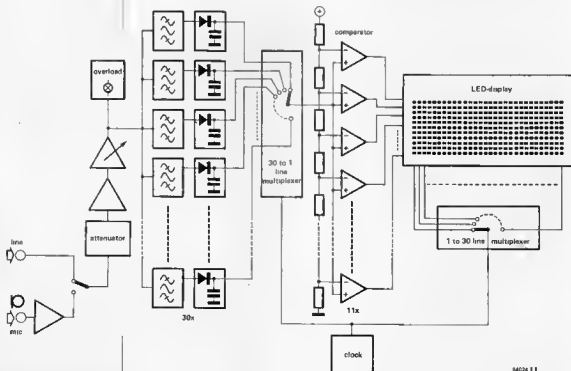 comparator
overload
LED-display
30 to 1
line
multiplexer
line
attenuator
1 to 30 line multiplexer
mic
30x
11x
clock